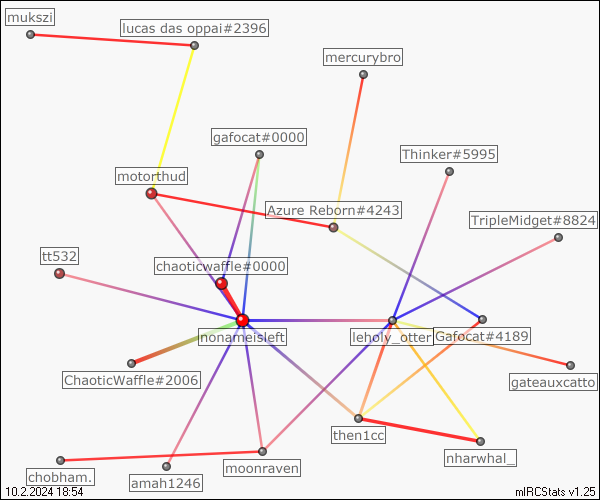 mukszi
lucas das oppai#2396
mercurybro
gafocat#0000
Thinker#5995
motorhud
Azure Reborn#4243
TripleMidget#8824
tt532
chaoticwaffle#0000
nonameisleft
leholy_otter
Gafocat#4189
ChaoticWaffle#2006
gateauxcatto
then1cc
nharwhal_
moonraven
chobham.
amah1246
10.2.2024 18:54
mIRCStats v1.25